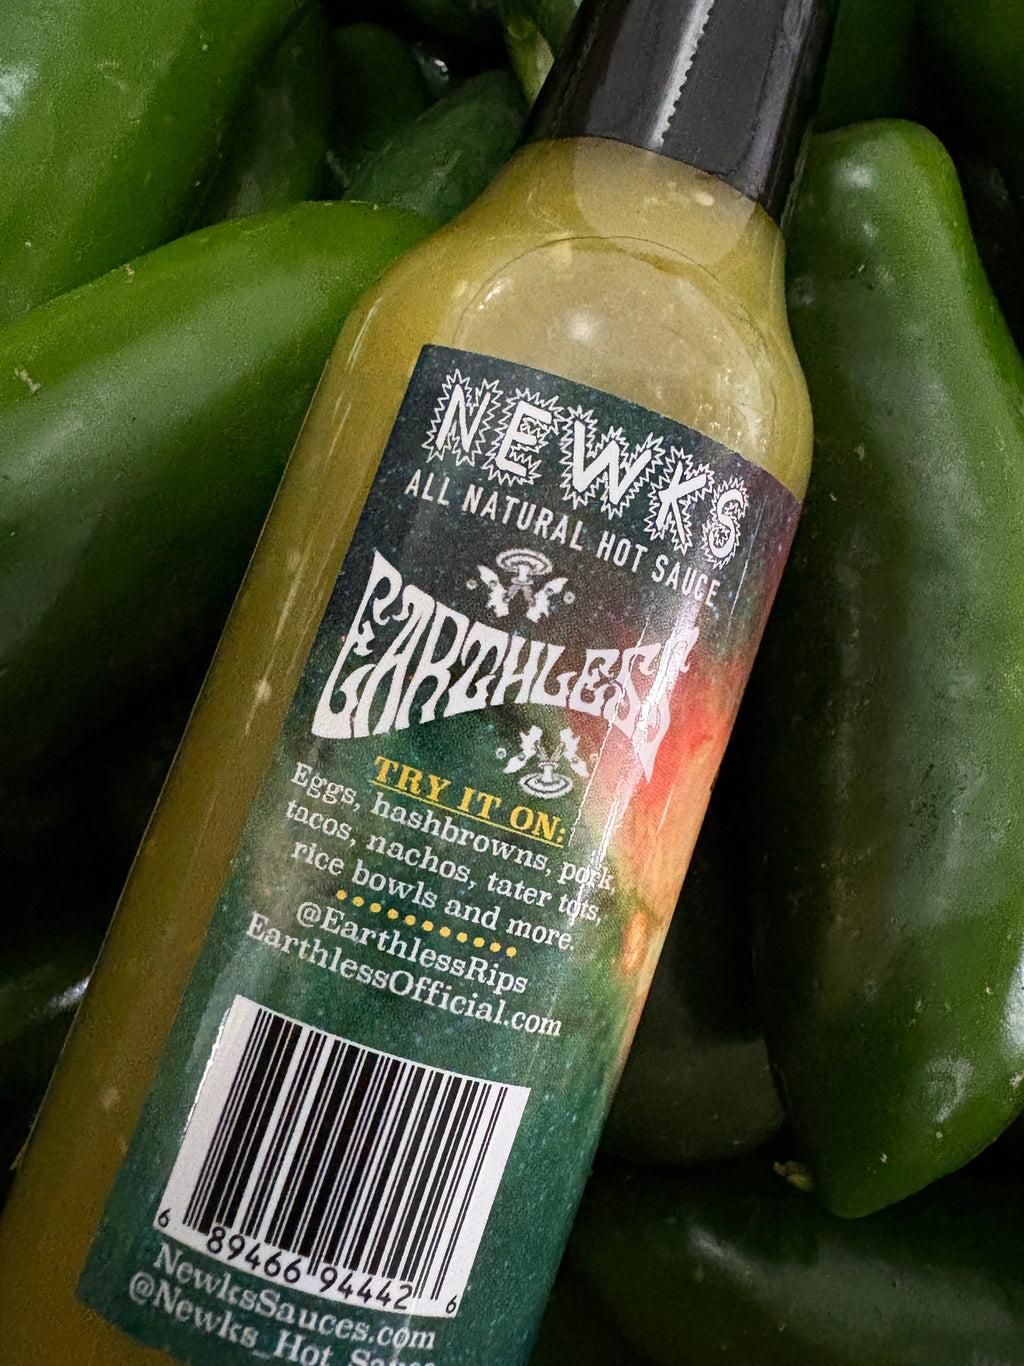 NEWKS
ALL NATURAL HOT SAUCE
EARTHLESS
TRY IT ON:
Eggs, hashbrowns, pork,
tacos, nachos, tater tots,
rice bowls and more.
@EarthlessRips
EarthlessOfficial.com
6 89466 94442 6
NewksSauces.com
@Newks_Hot_Sauce